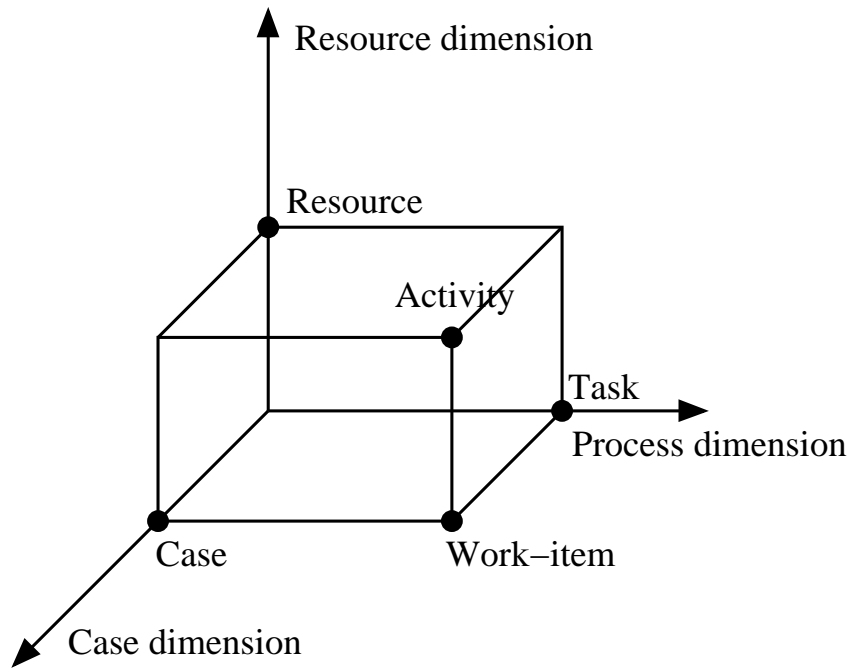 Resource dimension
Resource
Activity
Task
Process dimension
Case
Work−item
Case dimension